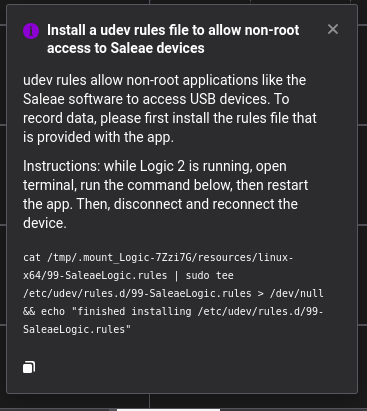 Install a udev rules file to allow non-root
access to Saleae devices
udev rules allow non-root applications like the
Saleae software to access USB devices. To
record data, please first install the rules file that
is provided with the app.
Instructions: while Logic 2 is running, open
terminal, run the command below, then restart
the app. Then, disconnect and reconnect the
device.
cat /tmp/.mount_Logic-7Zzi7G/resources/linux-
x64/99-SaleaeLogic.rules | sudo tee
/etc/udev/rules.d/99-SaleaeLogic.rules > /dev/null
&& echo "finished installing /etc/udev/rules.d/99-
SaleaeLogic.rules"